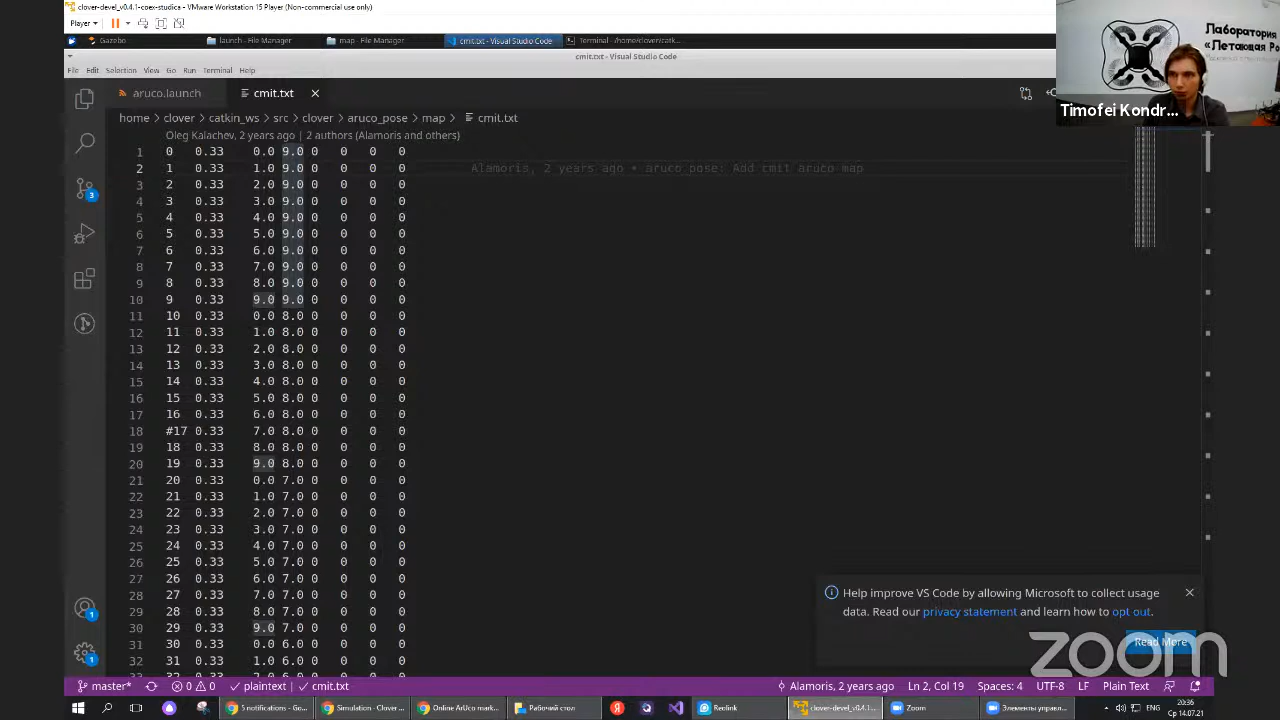 clover-devel_v0.4.1-coex-studica - VMware Workstation 15 Player (Non-commercial use only)
Player
Gazebo
launch - File Manager
map - File Manager
cmit.txt - Visual Studio Code
Terminal - /home/clover/catk...
cmit.txt - Visual Studio Code
File Edit Selection View Go Run Terminal Help
aruco.launch
cmit.txt
home > clover > catkin_ws > src > clover > aruco_pose > map > cmit.txt
Oleg Kalachev, 2 years ago | 2 authors (Alamoris and others)
1 0 0.33 0.0 9.0 0 0 0 0
2 1 0.33 1.0 9.0 0 0 0 0 Alamoris, 2 years ago • aruco_pose: Add cmit aruco map
3 2 0.33 2.0 9.0 0 0 0 0
4 3 0.33 3.0 9.0 0 0 0 0
5 4 0.33 4.0 9.0 0 0 0 0
6 5 0.33 5.0 9.0 0 0 0 0
7 6 0.33 6.0 9.0 0 0 0 0
8 7 0.33 7.0 9.0 0 0 0 0
9 8 0.33 8.0 9.0 0 0 0 0
10 9 0.33 9.0 9.0 0 0 0 0
11 10 0.33 0.0 8.0 0 0 0 0
12 11 0.33 1.0 8.0 0 0 0 0
13 12 0.33 2.0 8.0 0 0 0 0
14 13 0.33 3.0 8.0 0 0 0 0
15 14 0.33 4.0 8.0 0 0 0 0
16 15 0.33 5.0 8.0 0 0 0 0
17 16 0.33 6.0 8.0 0 0 0 0
18 #17 0.33 7.0 8.0 0 0 0 0
19 18 0.33 8.0 8.0 0 0 0 0
20 19 0.33 9.0 8.0 0 0 0 0
21 20 0.33 0.0 7.0 0 0 0 0
22 21 0.33 1.0 7.0 0 0 0 0
23 22 0.33 2.0 7.0 0 0 0 0
24 23 0.33 3.0 7.0 0 0 0 0
25 24 0.33 4.0 7.0 0 0 0 0
26 25 0.33 5.0 7.0 0 0 0 0
27 26 0.33 6.0 7.0 0 0 0 0
28 27 0.33 7.0 7.0 0 0 0 0
29 28 0.33 8.0 7.0 0 0 0 0
30 29 0.33 9.0 7.0 0 0 0 0
31 30 0.33 0.0 6.0 0 0 0 0
32 31 0.33 1.0 6.0 0 0 0 0
3
1
1
Лаборатория
«Летающая Ро
Timofei Kondr...
Help improve VS Code by allowing Microsoft to collect usage
data. Read our privacy statement and learn how to opt out.
Read More
zoom
master* 0 0 plaintext | cmit.txt Alamoris, 2 years ago Ln 2, Col 19 Spaces: 4 UTF-8 LF Plain Text
5 notifications - Go...
Simulation - Clover ...
Online ArUco mark...
Рабочий стол
Reolink
clover-devel_v0.4.1...
Zoom
Элементы управл...
ENG
20:36
Ср 14.07.21